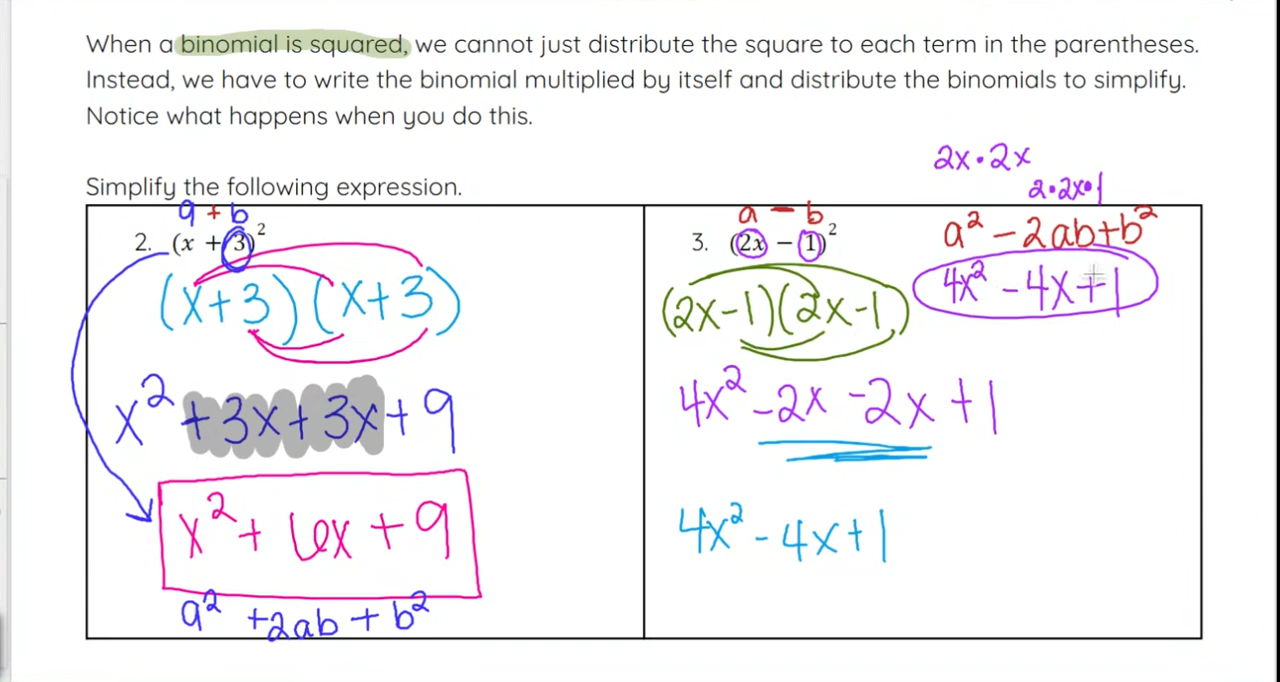 When a binomial is squared, we cannot just distribute the square to each term in the parentheses.
Instead, we have to write the binomial multiplied by itself and distribute the binomials to simplify.
Notice what happens when you do this.
Simplify the following expression.
a + b
2. (x + 3)²
(x+3)(x+3)
x² +3x+3x+9
x² + 6x + 9
a² +2ab + b²
2x·2x
2·2x·1
a - b
3. (2x – 1)²
a² - 2ab+b²
4x² - 4x+1
(2x-1)(2x-1)
4x² -2x -2x +1
4x² - 4x+1